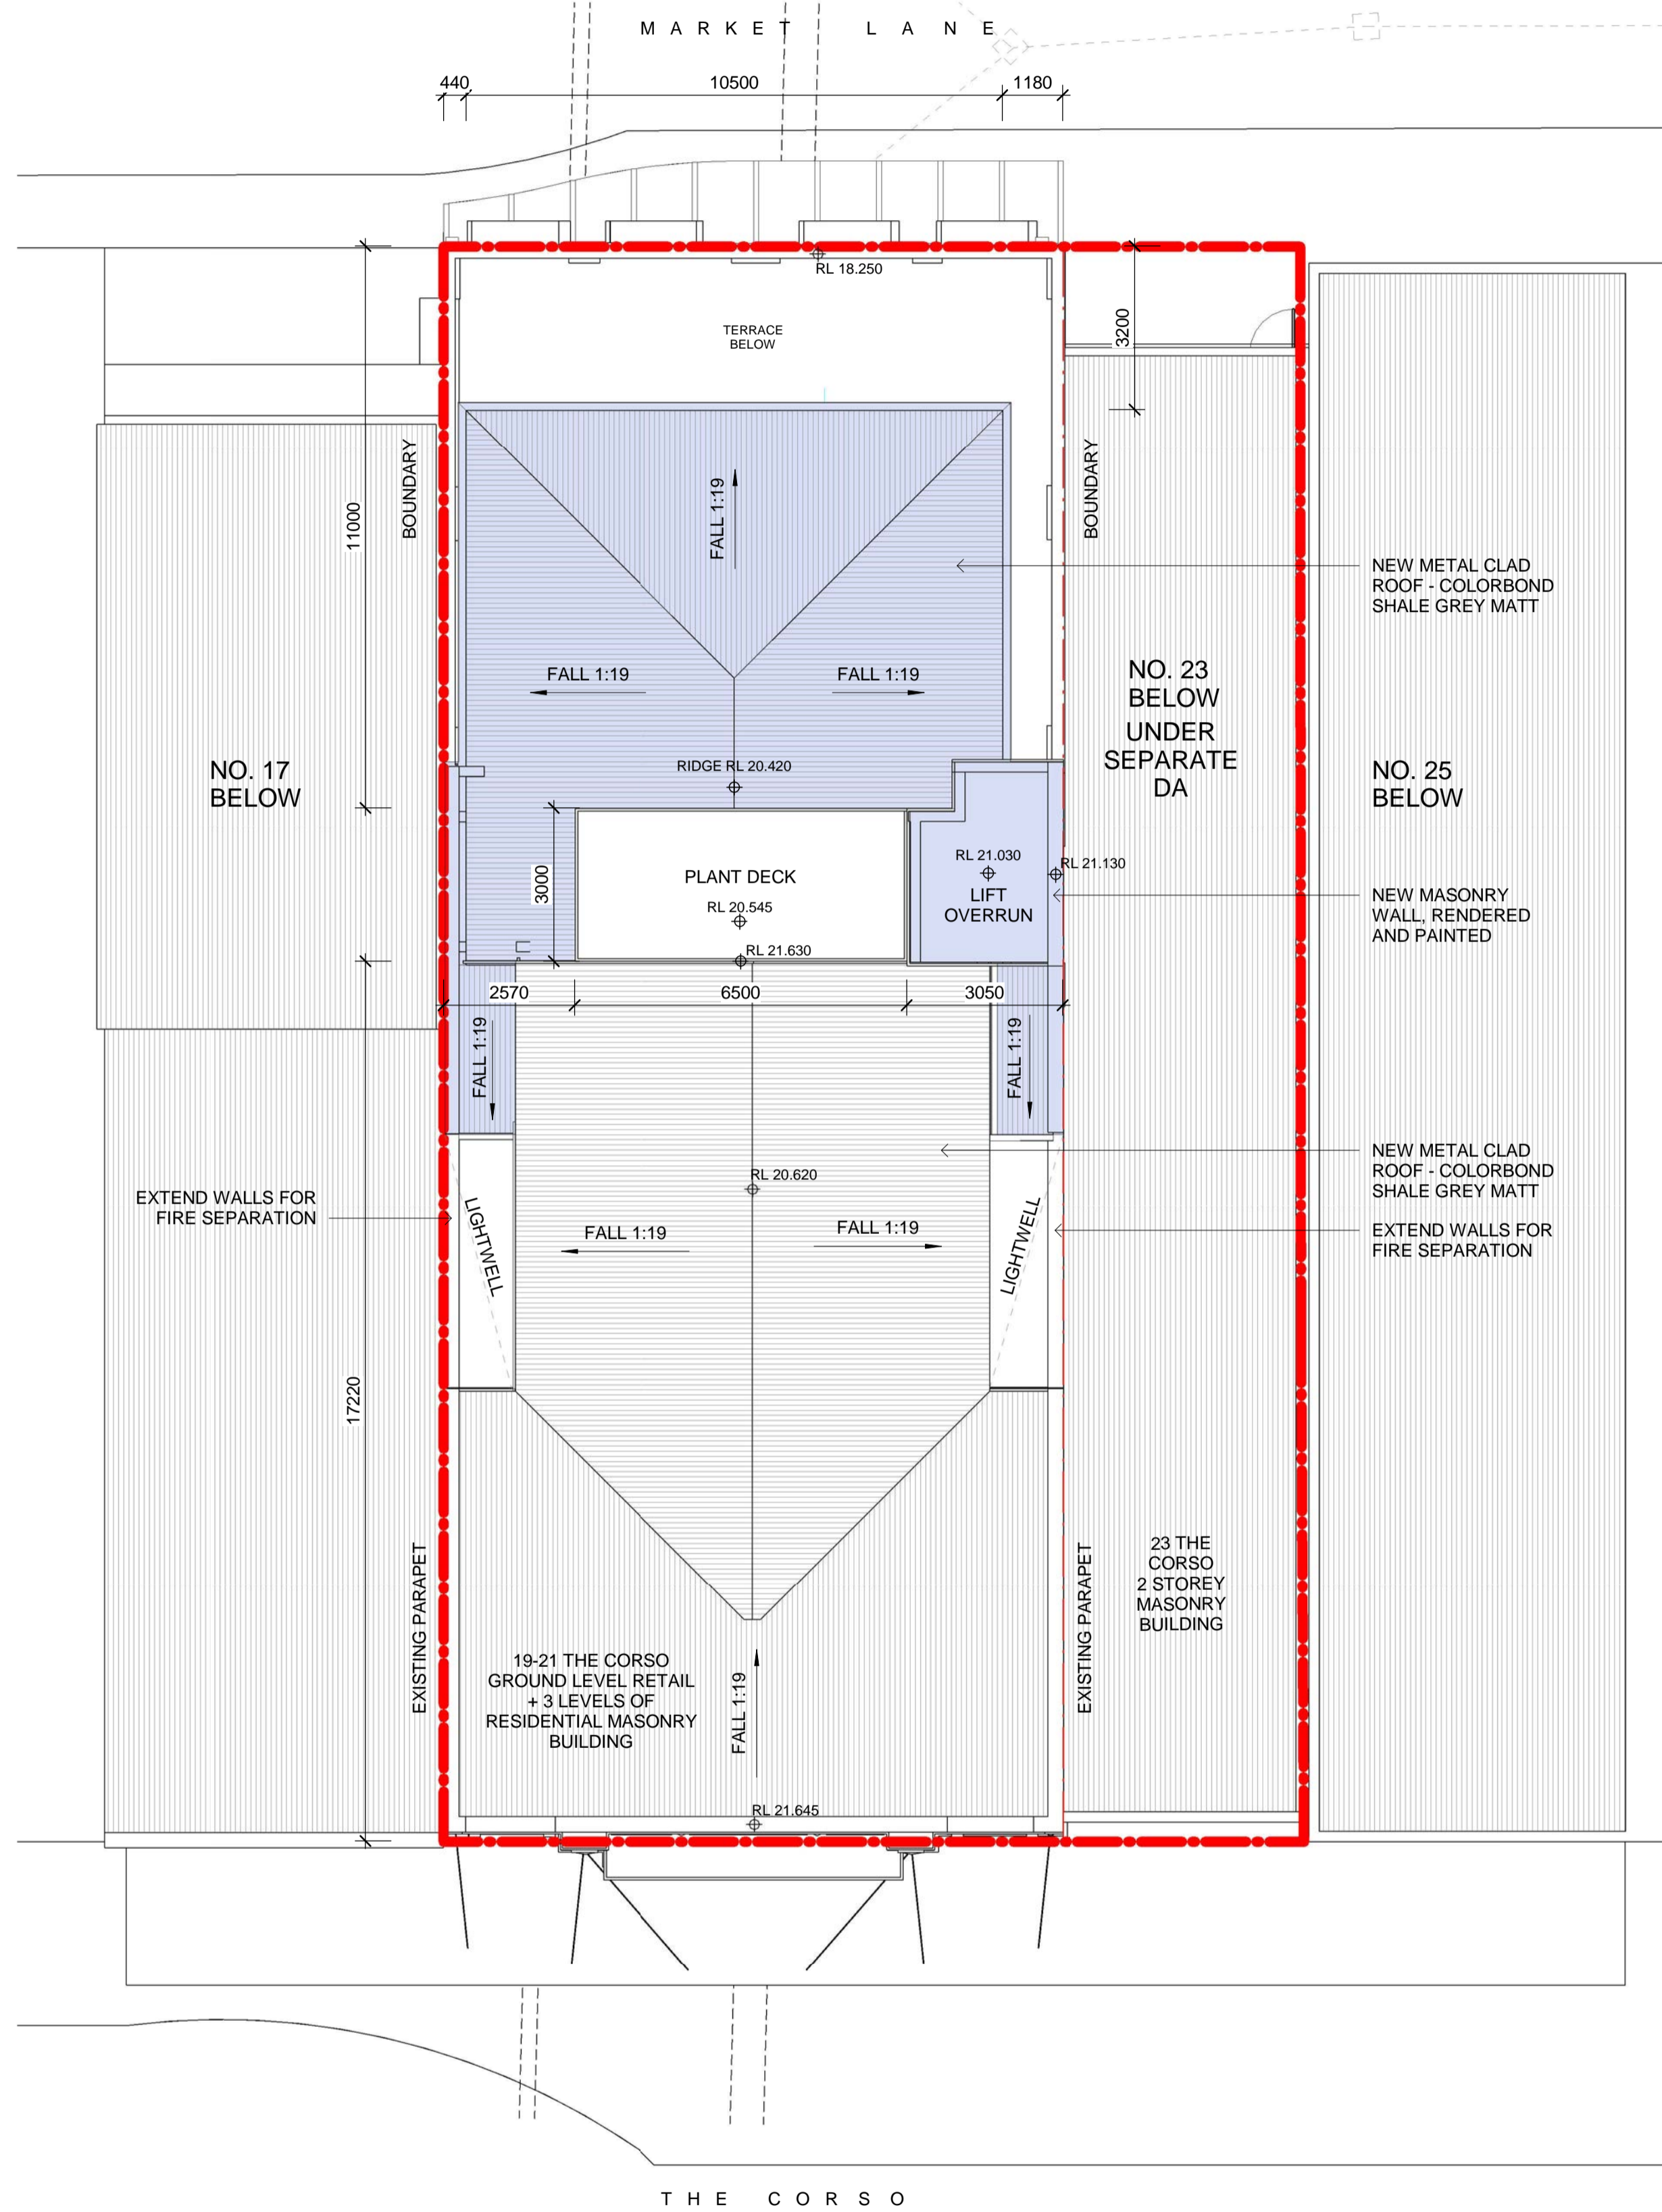 MARKET LANE
440
10500
1180
RL 18.250
TERRACE
BELOW
3200
BOUNDARY
BOUNDARY
11000
FALL 1:19
NEW METAL CLAD
ROOF - COLORBOND
SHALE GREY MATT
FALL 1:19
FALL 1:19
NO. 23
BELOW
UNDER
SEPARATE
DA
NO. 17
BELOW
RIDGE RL 20.420
NO. 25
BELOW
3000
PLANT DECK
RL 20.545
RL 21.030
LIFT
OVERRUN
RL 21.130
NEW MASONRY
WALL, RENDERED
AND PAINTED
RL 21.630
2570
6500
3050
FALL 1:19
FALL 1:19
NEW METAL CLAD
ROOF - COLORBOND
SHALE GREY MATT
RL 20.620
EXTEND WALLS FOR
FIRE SEPARATION
LIGHTWELL
FALL 1:19
FALL 1:19
LIGHTWELL
EXTEND WALLS FOR
FIRE SEPARATION
17220
EXISTING PARAPET
EXISTING PARAPET
23 THE
CORSO
2 STOREY
MASONRY
BUILDING
19-21 THE CORSO
GROUND LEVEL RETAIL
+ 3 LEVELS OF
RESIDENTIAL MASONRY
BUILDING
FALL 1:19
RL 21.645
THE CORSO